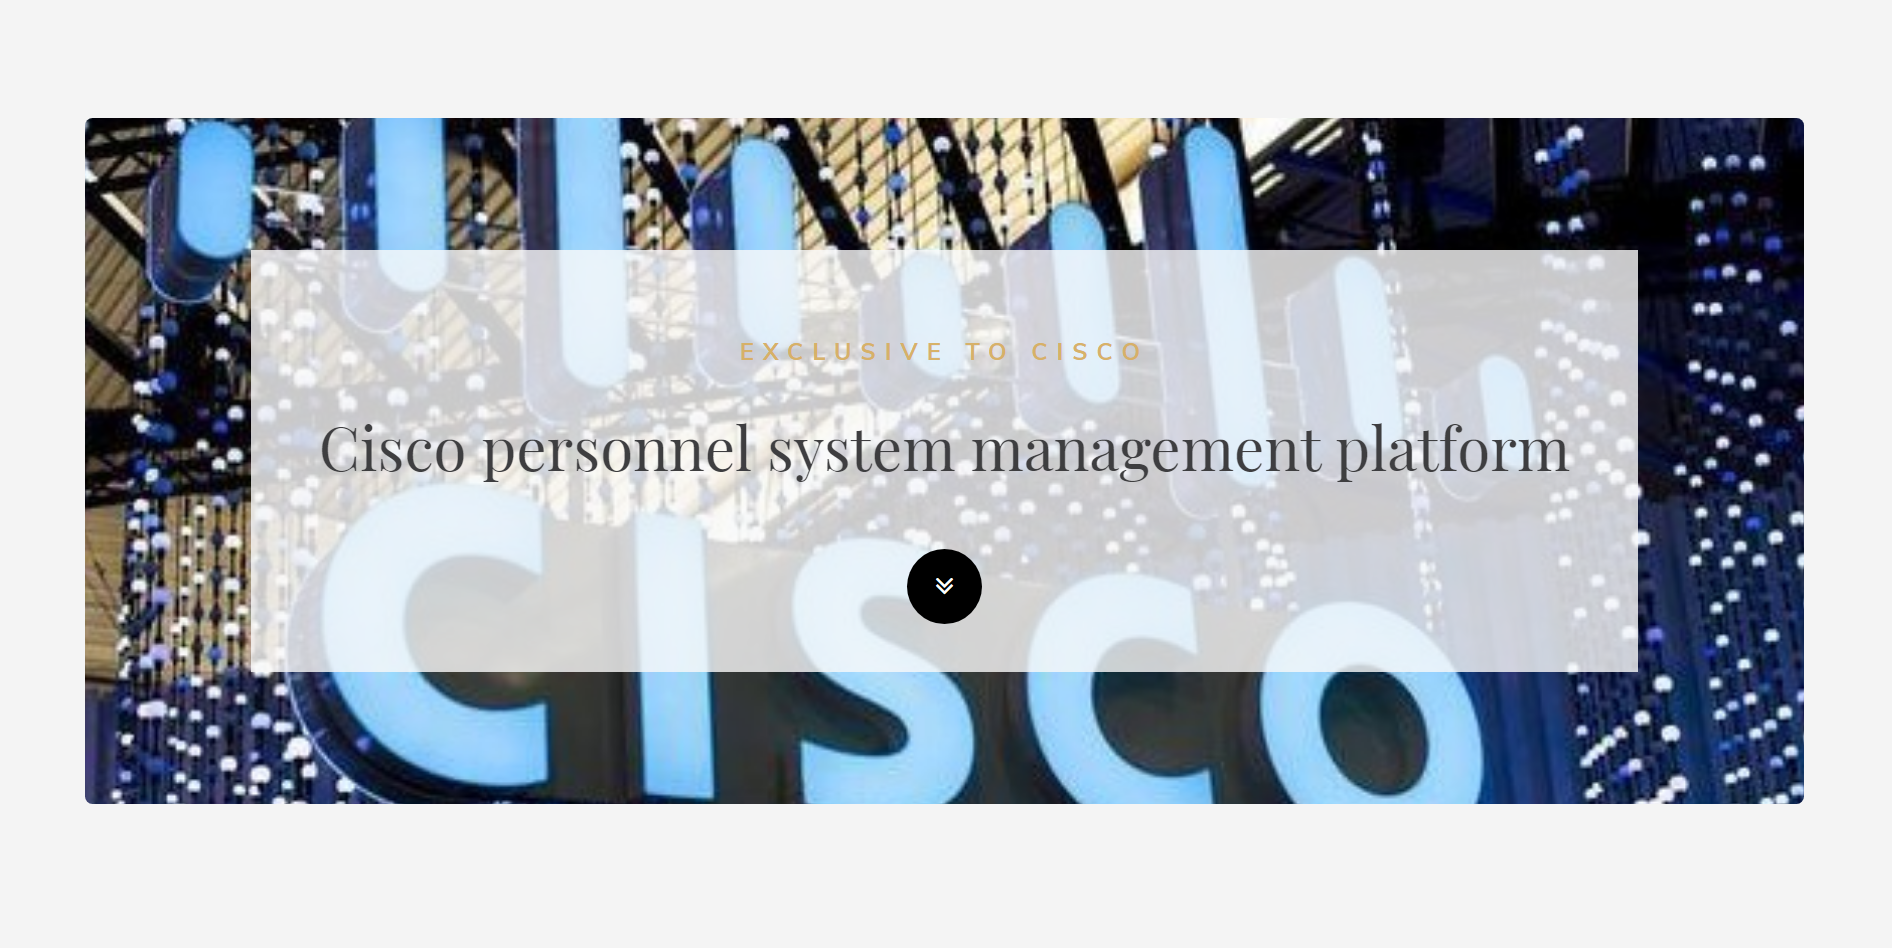 EXCLUSIVE TO CISCO
Cisco personnel system management platform
CISCO